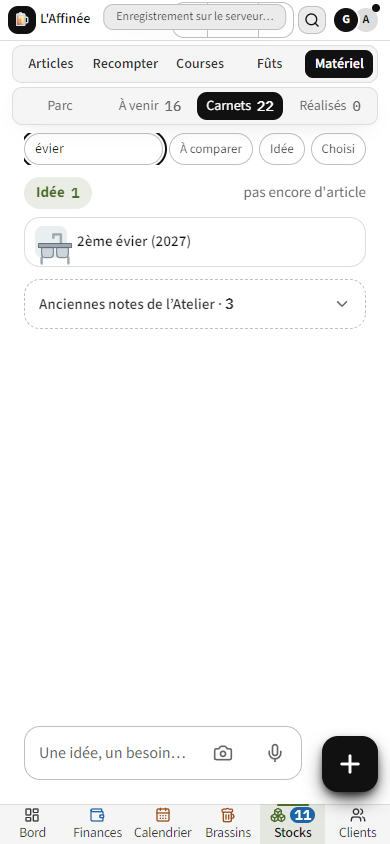 L'Affinée
Enregistrement sur le serveur…
G
A
Articles
Recompter
Courses
Fûts
Matériel
Parc
À venir 16
Carnets 22
Réalisés 0
évier
À comparer
Idée
Choisi
Idée 1
pas encore d'article
2ème évier (2027)
Anciennes notes de l’Atelier · 3
Une idée, un besoin…
11
Bord
Finances
Calendrier
Brassins
Stocks
Clients